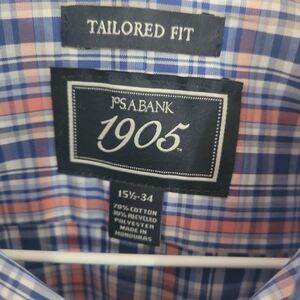 TAILORED FIT
JOS.A.BANK
1905
15½-34
70% COTTON
30% RECYCLED
POLYESTER
MADE IN
HONDURAS